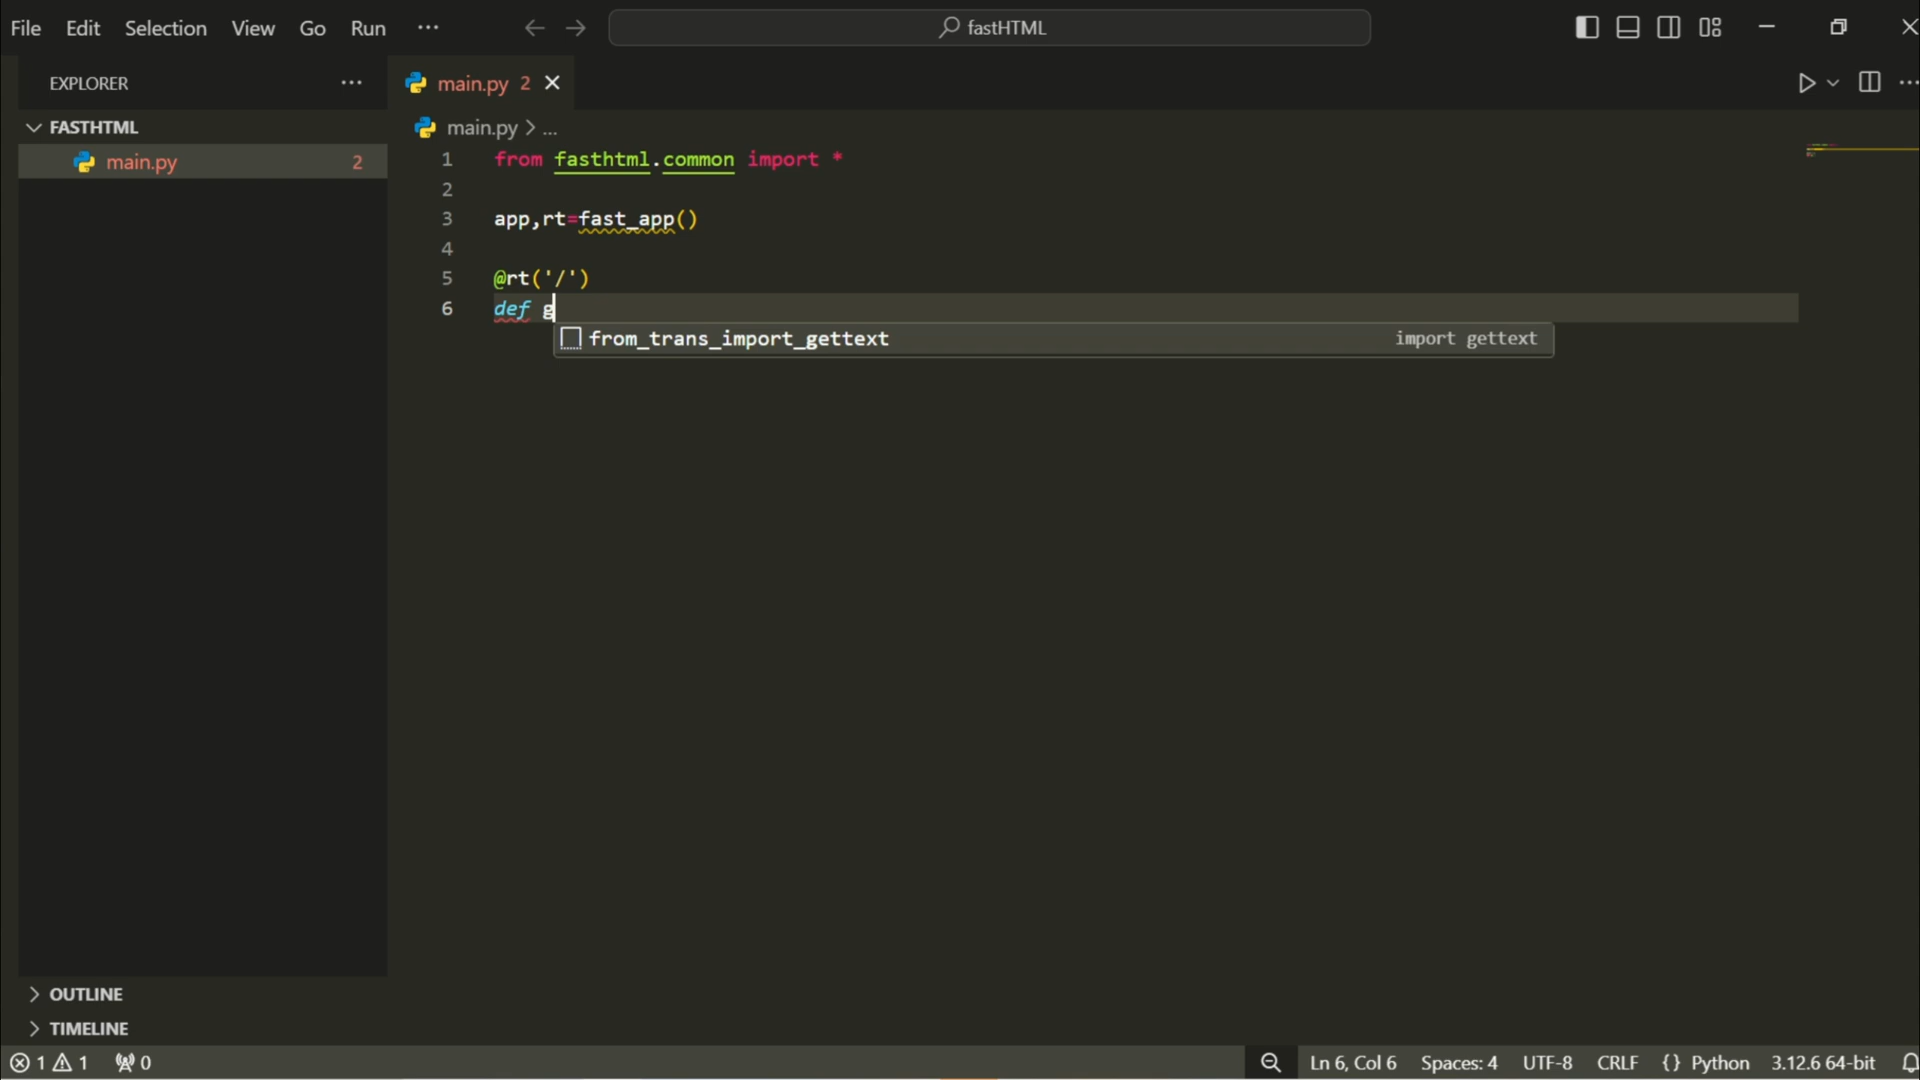 File Edit Selection View Go Run ...
fastHTML
EXPLORER ...
main.py 2
FASTHTML
main.py 2
main.py > ...
1 from fasthtml.common import *
2
3 app,rt=fast_app()
4
5 @rt('/')
6 def g
from_trans_import_gettext import gettext
OUTLINE
TIMELINE
1 1 0 Ln 6, Col 6 Spaces: 4 UTF-8 CRLF {} Python 3.12.6 64-bit